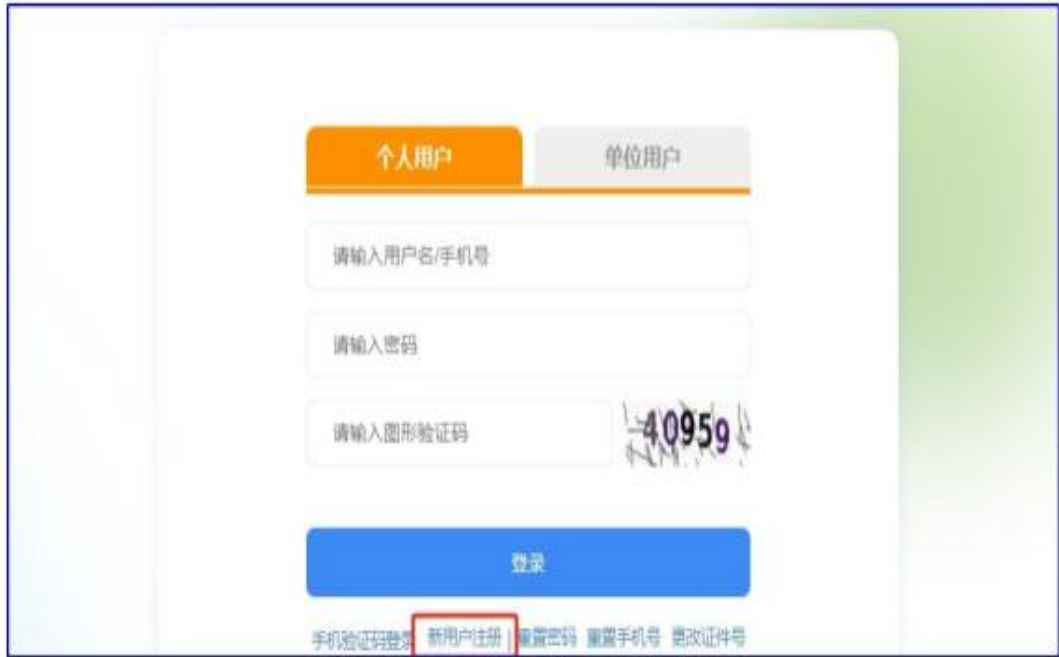 个人用户 单位用户
请输入用户名/手机号
请输入密码
请输入图形验证码 40959
登录
手机验证码登录 新用户注册 | 重置密码 重置手机号 更改证件号